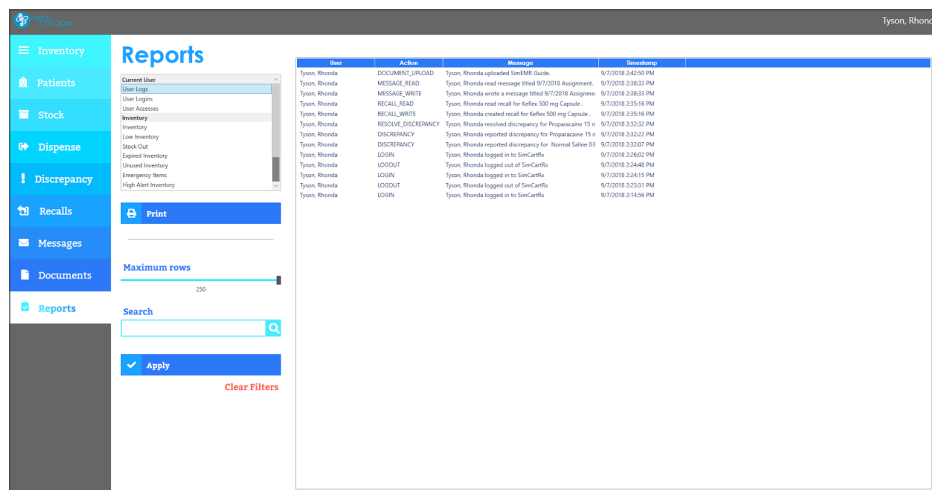 Tyson, Rhond
Inventory
Patients
Stock
Dispense
Discrepancy
Recalls
Messages
Documents
Reports
Reports
Current User
User Logs
User Logins
User Accesses
Inventory
Inventory
Low Inventory
Stock Out
Expired Inventory
Unused Inventory
Emergency Items
High Alert Inventory
Print
Maximum rows
250
Search
Apply
Clear Filters
User Action Message Timestamp
Tyson, Rhonda DOCUMENT_UPLOAD Tyson, Rhonda uploaded SimEMR Guide. 9/7/2018 2:42:50 PM
Tyson, Rhonda MESSAGE_READ Tyson, Rhonda read message titled 9/7/2018 Assignment. 9/7/2018 2:38:33 PM
Tyson, Rhonda MESSAGE_WRITE Tyson, Rhonda wrote a message titled 9/7/2018 Assignme 9/7/2018 2:38:33 PM
Tyson, Rhonda RECALL_READ Tyson, Rhonda read recall for Keflex 500 mg Capsule . 9/7/2018 2:35:16 PM
Tyson, Rhonda RECALL_WRITE Tyson, Rhonda created recall for Keflex 500 mg Capsule . 9/7/2018 2:35:16 PM
Tyson, Rhonda RESOLVE_DISCREPANCY Tyson, Rhonda resolved discrepancy for Proparacaine 15 n 9/7/2018 2:32:32 PM
Tyson, Rhonda DISCREPANCY Tyson, Rhonda reported discrepancy for Proparacaine 15 n 9/7/2018 2:32:22 PM
Tyson, Rhonda DISCREPANCY Tyson, Rhonda reported discrepancy for Normal Saline 0.9 9/7/2018 2:32:07 PM
Tyson, Rhonda LOGIN Tyson, Rhonda logged in to SimCartRx 9/7/2018 2:26:02 PM
Tyson, Rhonda LOGOUT Tyson, Rhonda logged out of SimCartRx 9/7/2018 2:24:48 PM
Tyson, Rhonda LOGIN Tyson, Rhonda logged in to SimCartRx 9/7/2018 2:24:15 PM
Tyson, Rhonda LOGOUT Tyson, Rhonda logged out of SimCartRx 9/7/2018 2:23:31 PM
Tyson, Rhonda LOGIN Tyson, Rhonda logged in to SimCartRx 9/7/2018 2:14:56 PM